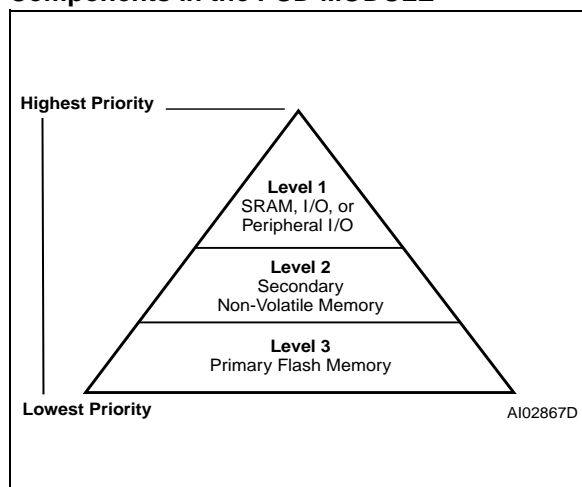 Components in the PSD MODULE
Highest Priority
Level 1
SRAM, I/O, or
Peripheral I/O
Level 2
Secondary
Non-Volatile Memory
Level 3
Primary Flash Memory
Lowest Priority
AI02867D